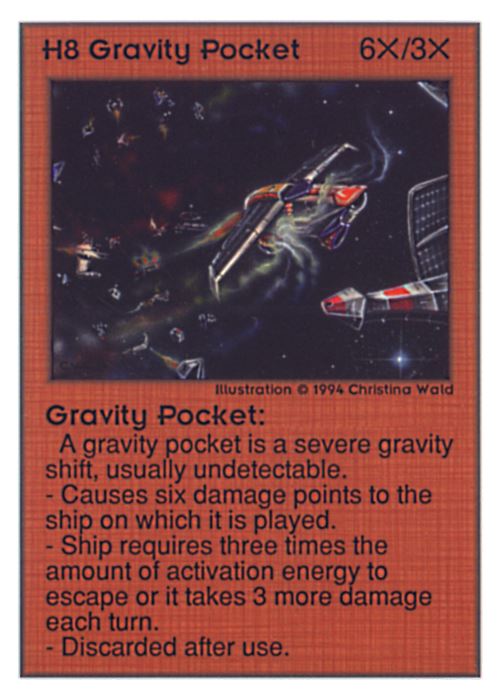 H8 Gravity Pocket 6X/3X
Illustration © 1994 Christina Wald
Gravity Pocket:
A gravity pocket is a severe gravity
shift, usually undetectable.
- Causes six damage points to the
ship on which it is played.
- Ship requires three times the
amount of activation energy to
escape or it takes 3 more damage
each turn.
- Discarded after use.